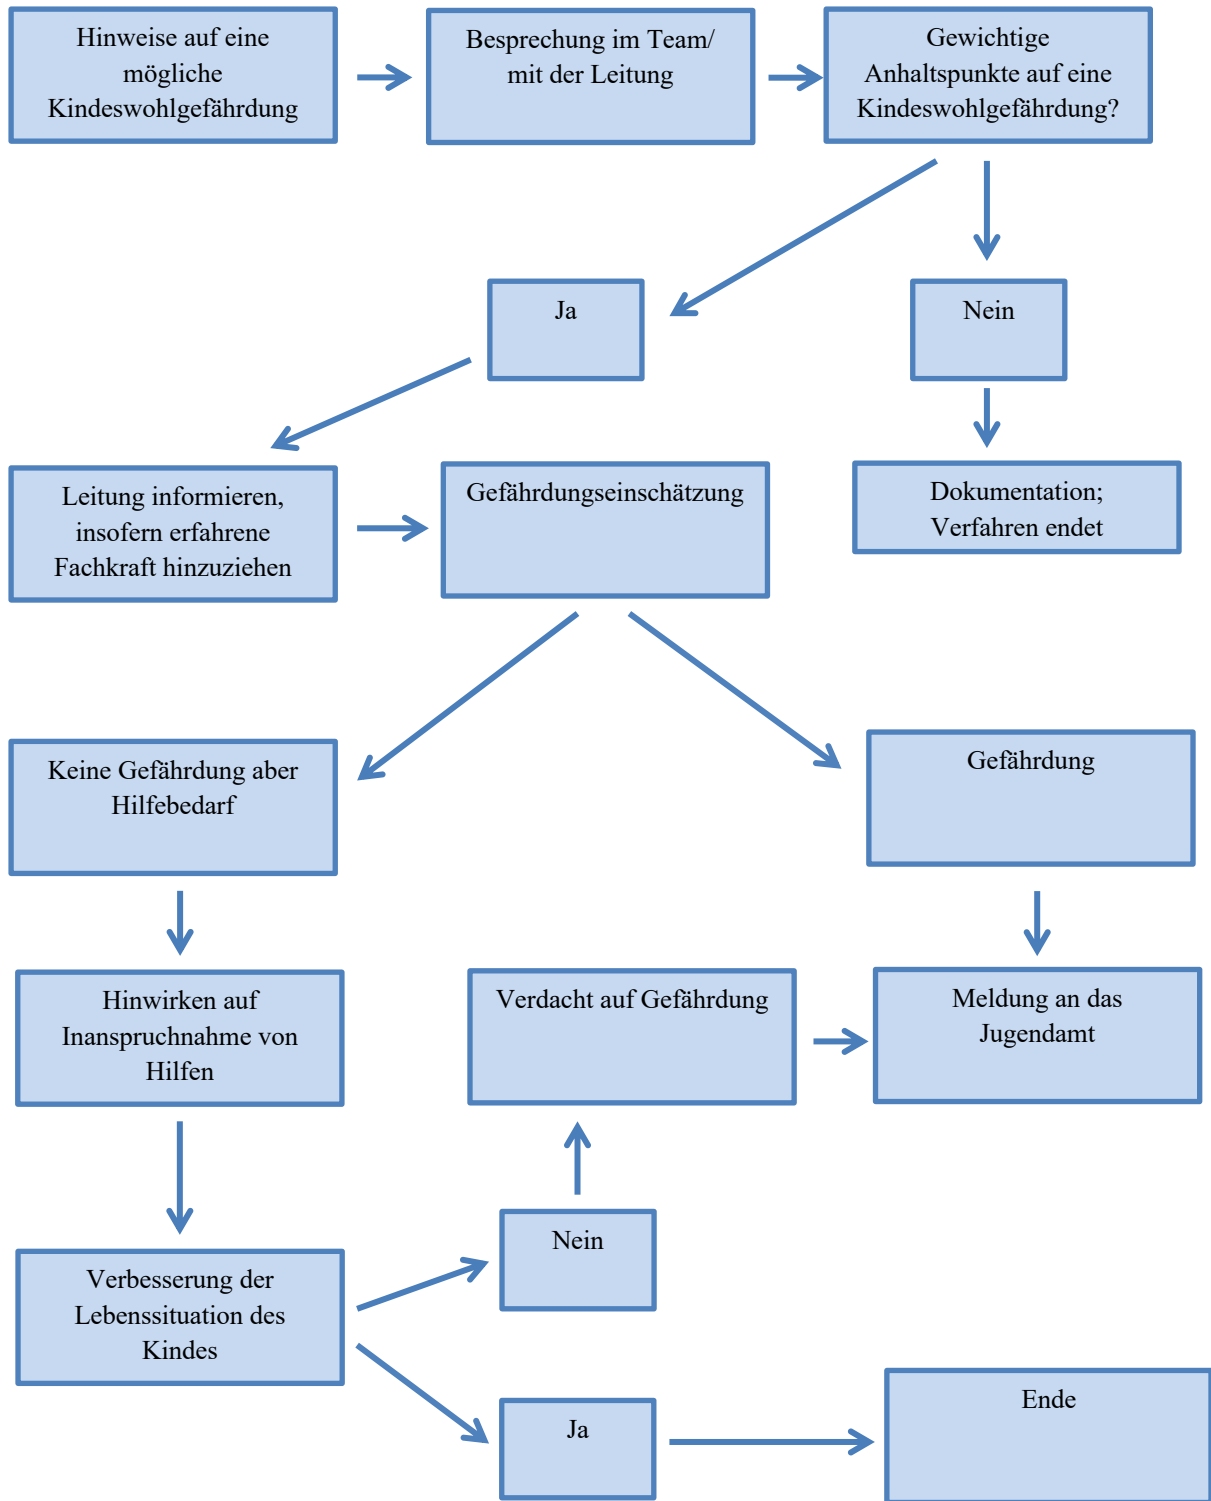 Hinweise auf eine
mögliche
Kindeswohlgefährdung
Besprechung im Team/
mit der Leitung
Gewichtige
Anhaltspunkte auf eine
Kindeswohlgefährdung?
Ja
Nein
Leitung informieren,
insofern erfahrene
Fachkraft hinzuziehen
Gefährdungseinschätzung
Dokumentation;
Verfahren endet
Keine Gefährdung aber
Hilfebedarf
Gefährdung
Hinwirken auf
Inanspruchnahme von
Hilfen
Verdacht auf Gefährdung
Meldung an das
Jugendamt
Nein
Verbesserung der
Lebenssituation des
Kindes
Ja
Ende